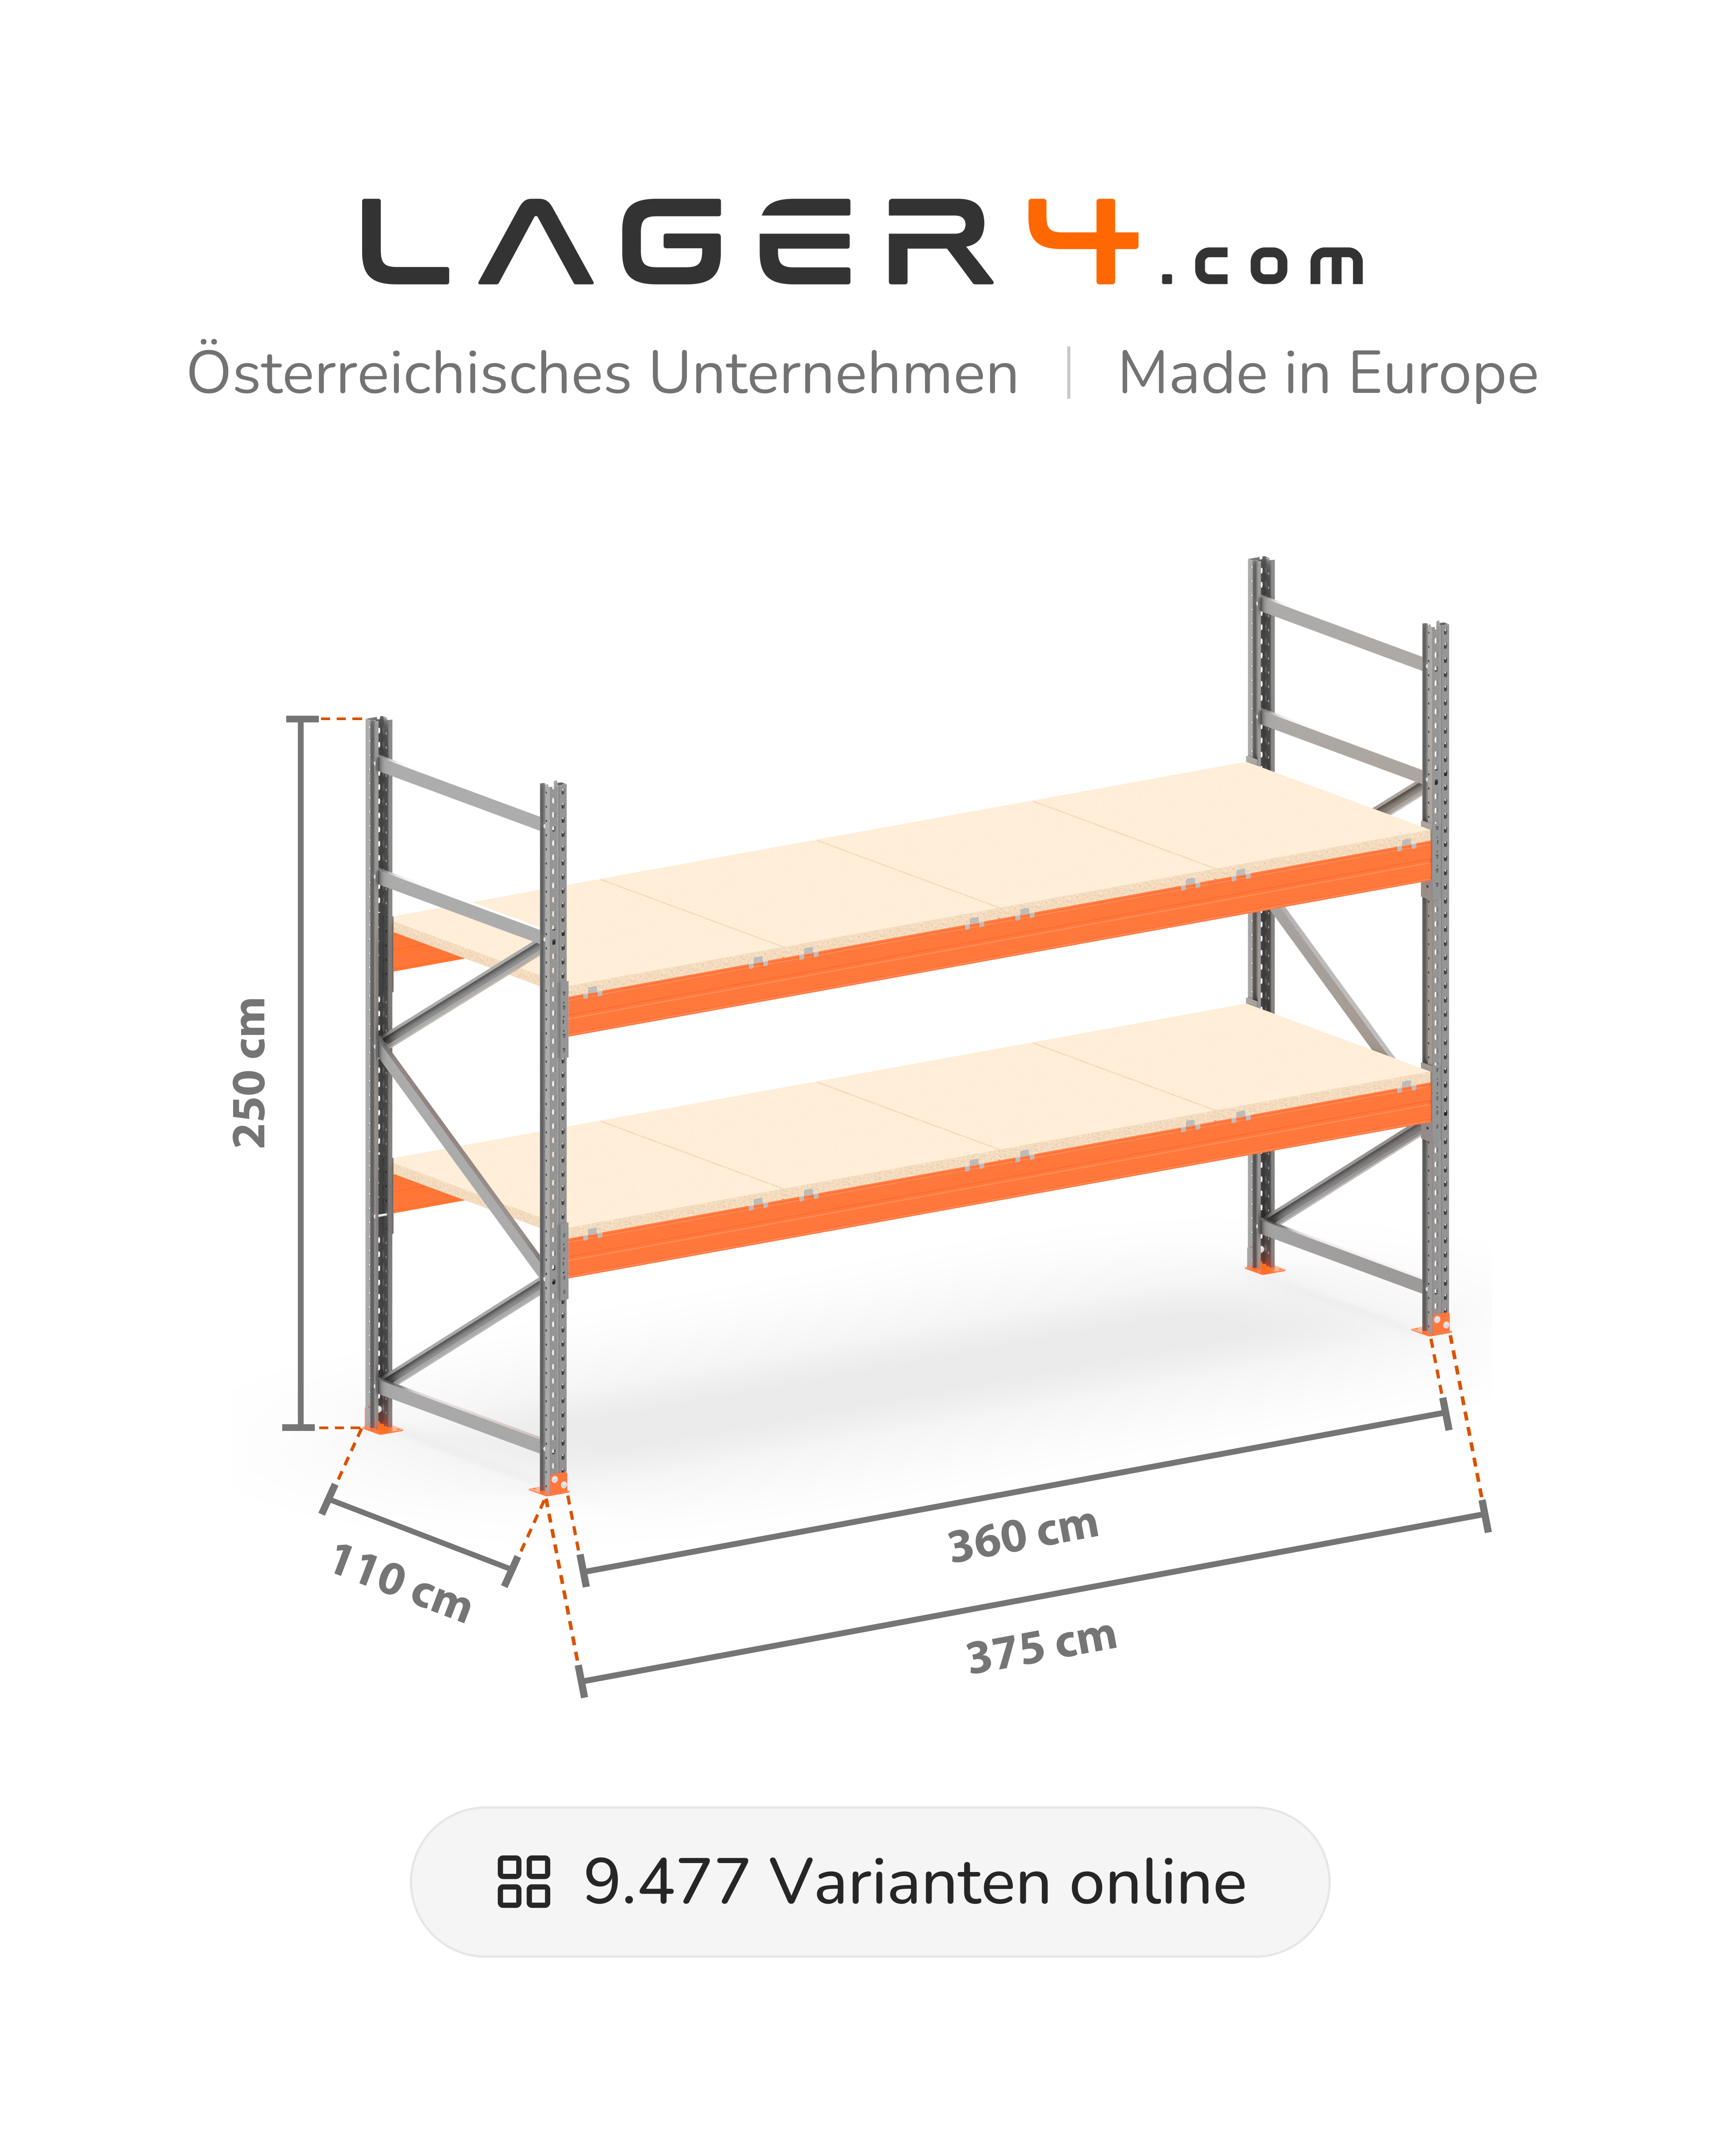 LAGER4.com
Österreichisches Unternehmen | Made in Europe
250 cm
110 cm
360 cm
375 cm
9.477 Varianten online